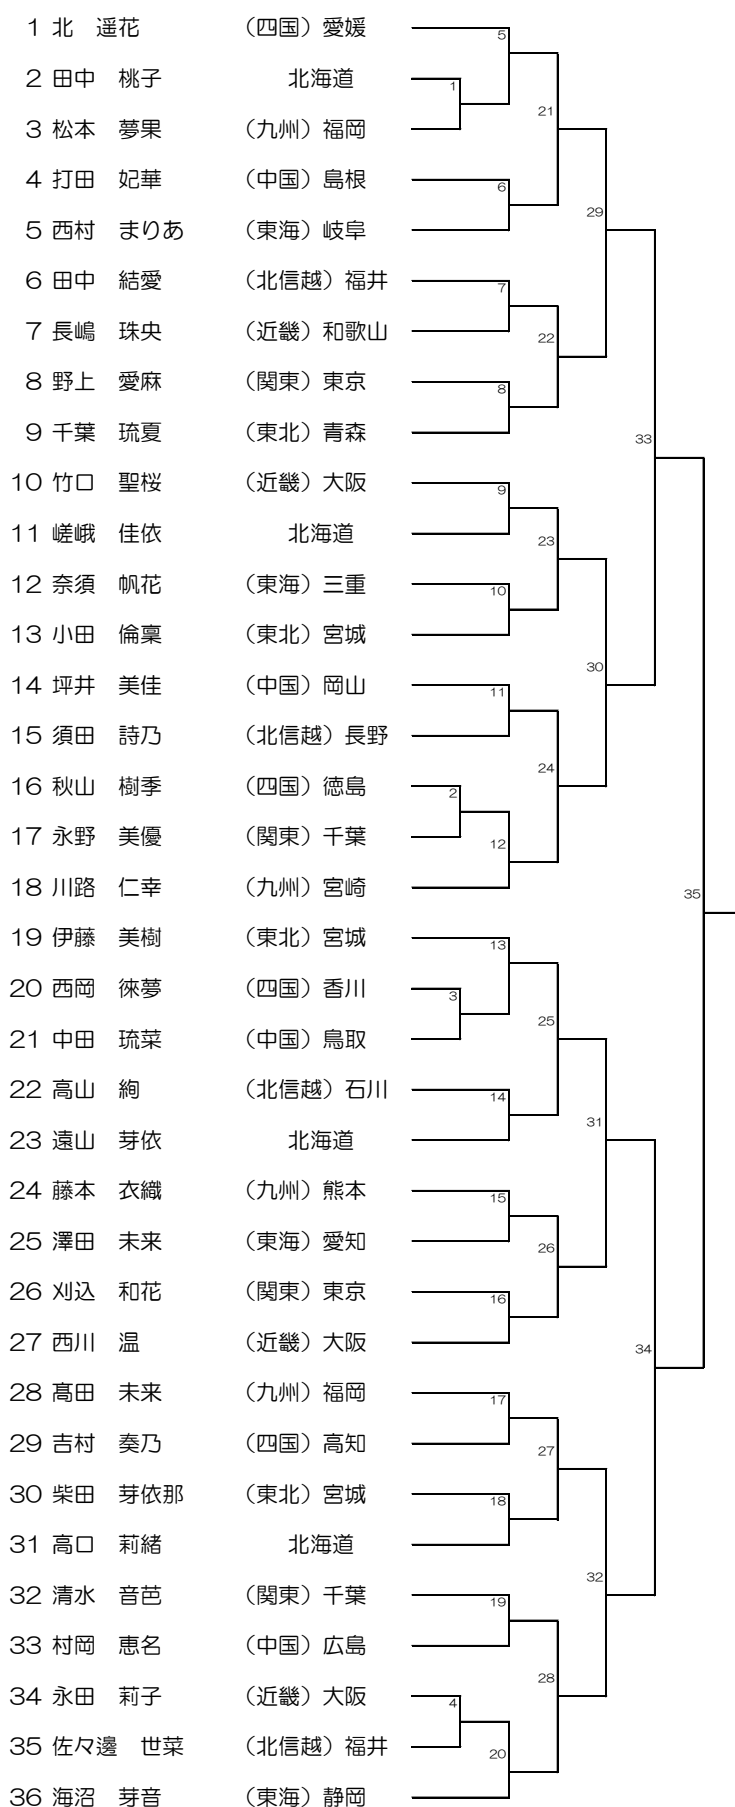 1 北　遥花 （四国）愛媛
5
2 田中　桃子 北海道
1
21
3 松本　夢果 （九州）福岡
4 打田　妃華 （中国）島根
6
29
5 西村　まりあ （東海）岐阜
6 田中　結愛 （北信越）福井
7
7 長嶋　珠央 （近畿）和歌山
22
8 野上　愛麻 （関東）東京
8
9 千葉　琉夏 （東北）青森
33
10 竹口　聖桜 （近畿）大阪
9
11 嵯峨　佳依 北海道
23
12 奈須　帆花 （東海）三重
10
13 小田　倫稟 （東北）宮城
30
14 坪井　美佳 （中国）岡山
11
15 須田　詩乃 （北信越）長野
24
16 秋山　樹季 （四国）徳島
2
17 永野　美優 （関東）千葉
12
18 川路　仁幸 （九州）宮崎
35
19 伊藤　美樹 （東北）宮城
13
20 西岡　徠夢 （四国）香川
3
25
21 中田　琉菜 （中国）鳥取
22 高山　絢 （北信越）石川
14
31
23 遠山　芽依 北海道
24 藤本　衣織 （九州）熊本
15
25 澤田　未来 （東海）愛知
26
26 刈込　和花 （関東）東京
16
27 西川　温 （近畿）大阪
34
28 髙田　未来 （九州）福岡
17
29 吉村　奏乃 （四国）高知
27
30 柴田　芽依那 （東北）宮城
18
31 高口　莉緒 北海道
32
32 清水　音芭 （関東）千葉
19
33 村岡　恵名 （中国）広島
28
34 永田　莉子 （近畿）大阪
4
35 佐々邊　世菜 （北信越）福井
20
36 海沼　芽音 （東海）静岡